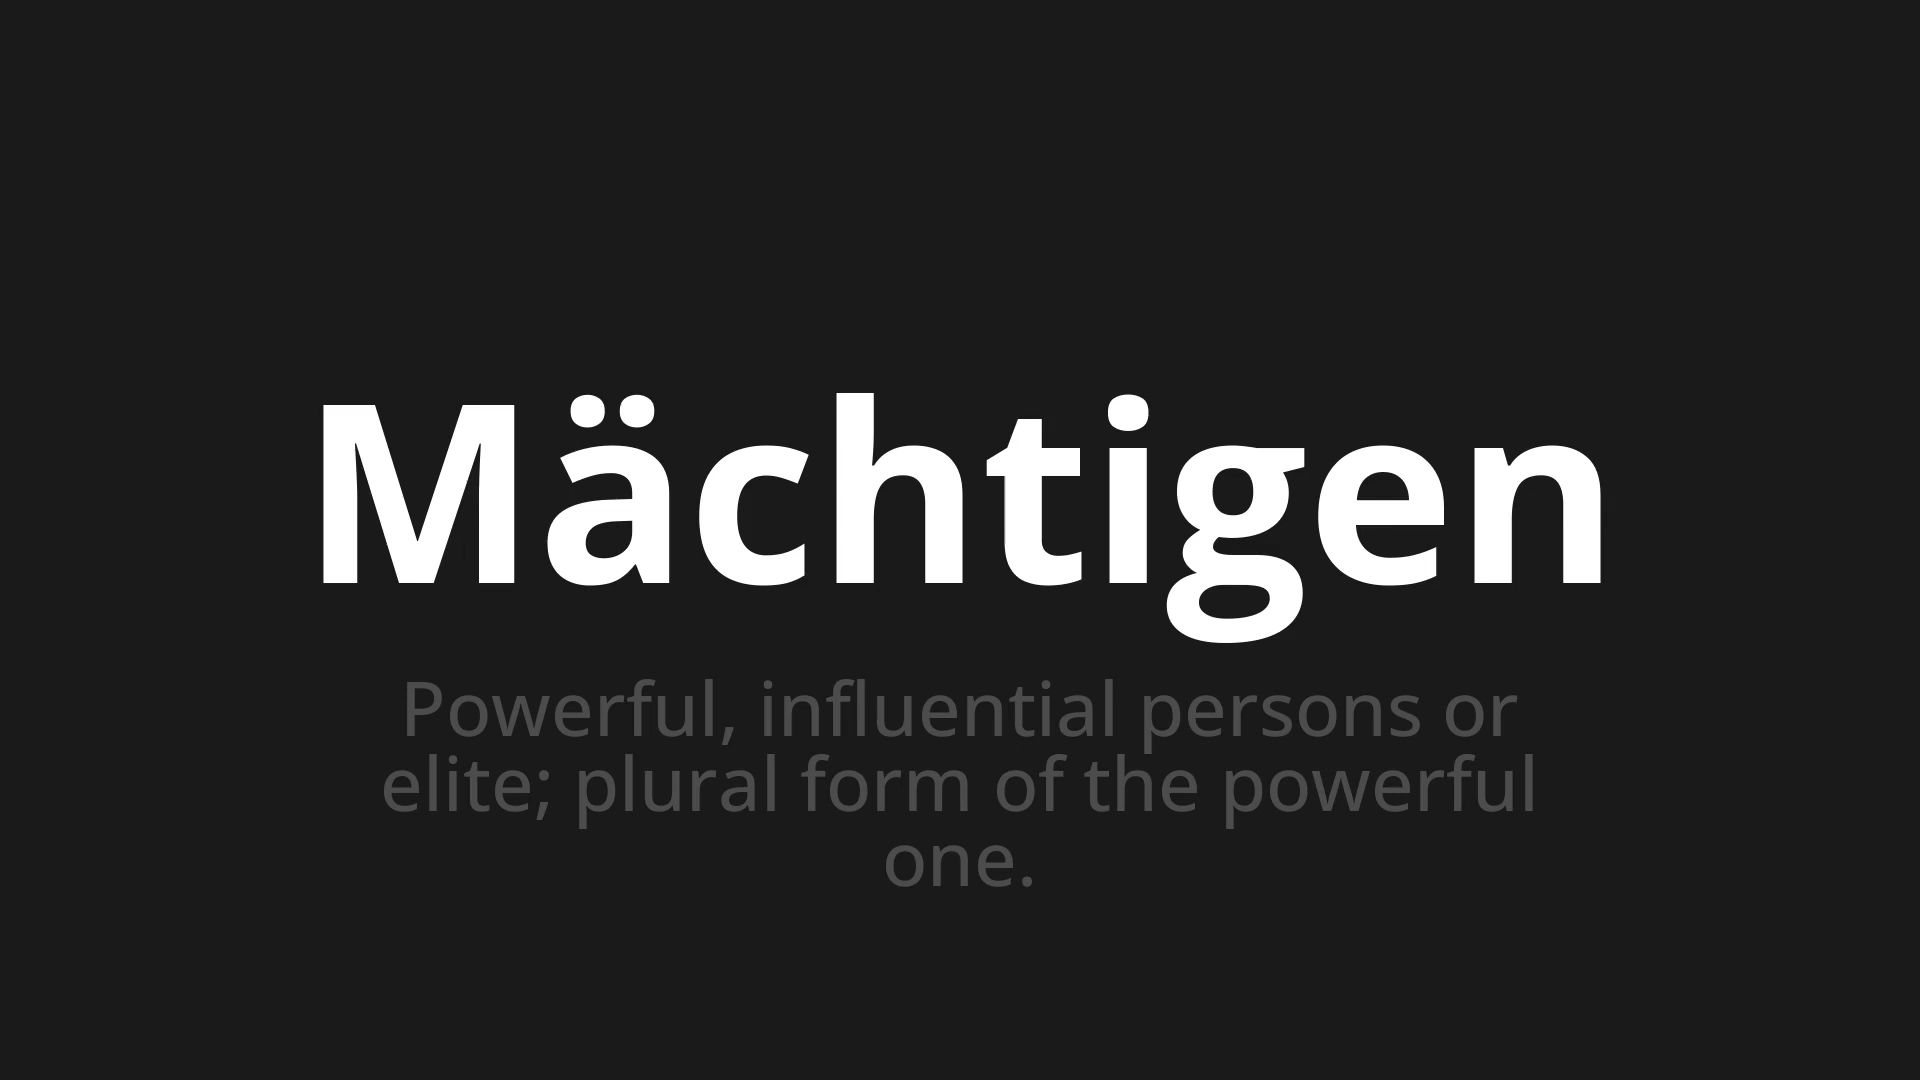 Mächtigen
Powerful, influential persons or
elite; plural form of the powerful
one.